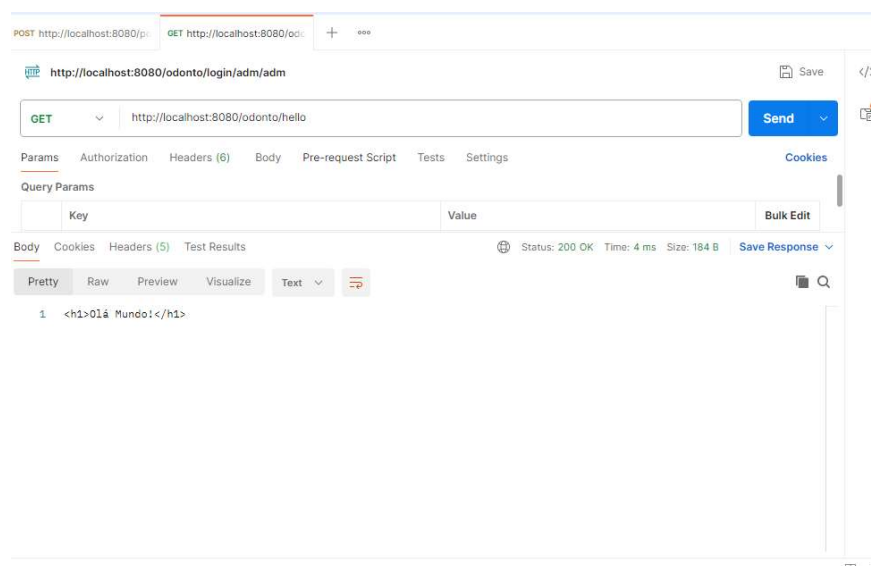 POST http://localhost:8080/p GET http://localhost:8080/od
HTTP http://localhost:8080/odonto/login/adm/adm Save
GET http://localhost:8080/odonto/hello Send
Params Authorization Headers (6) Body Pre-request Script Tests Settings Cookies
Query Params
Key Value Bulk Edit
Body Cookies Headers (5) Test Results Status: 200 OK Time: 4 ms Size: 184 B Save Response
Pretty Raw Preview Visualize Text
1 <h1>Olá Mundo!</h1>